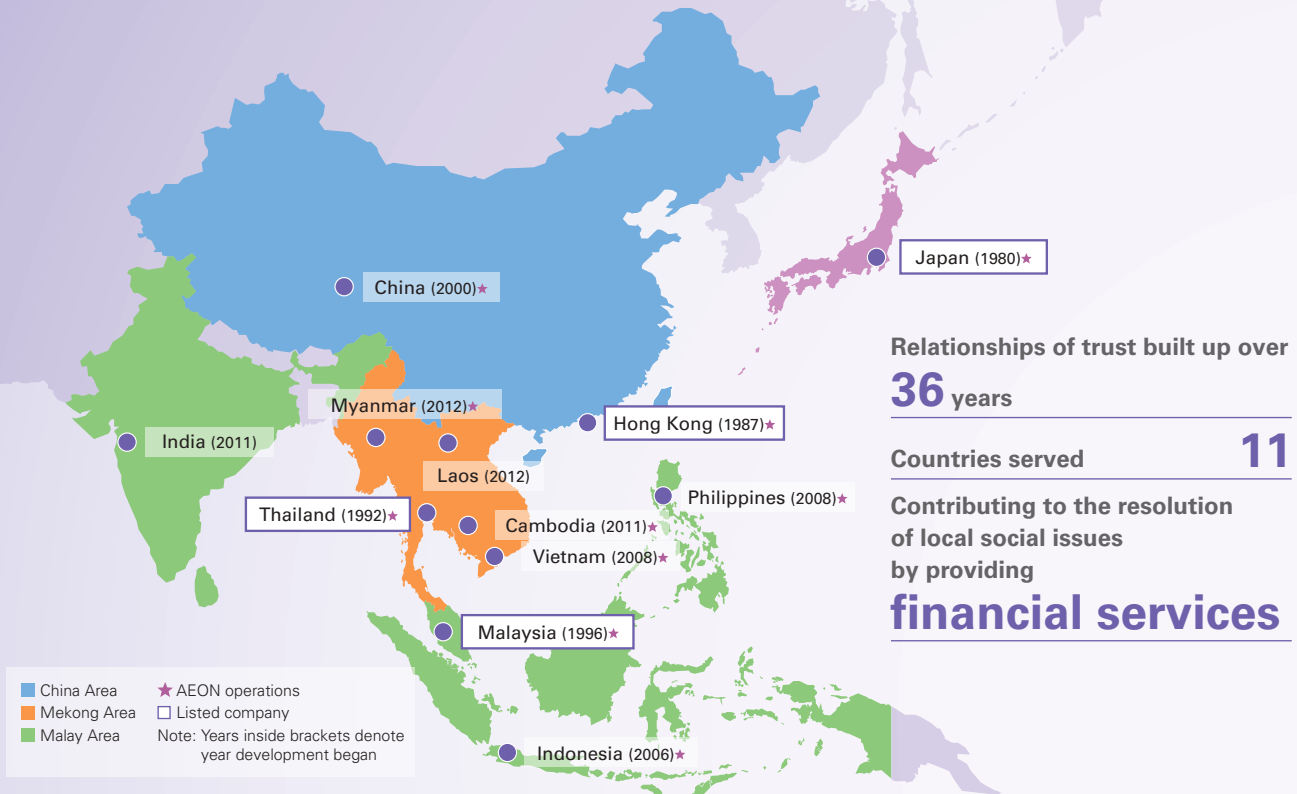 Japan (1980)★
China (2000)★
Myanmar (2012)★
Hong Kong (1987)★
India (2011)
Laos (2012)
Philippines (2008)★
Thailand (1992)★
Cambodia (2011)★
Vietnam (2008)★
Malaysia (1996)★
Indonesia (2006)★
Relationships of trust built up over
36 years
Countries served 11
Contributing to the resolution
of local social issues
by providing
financial services
China Area ★ AEON operations
Mekong Area □ Listed company
Malay Area Note: Years inside brackets denote
year development began